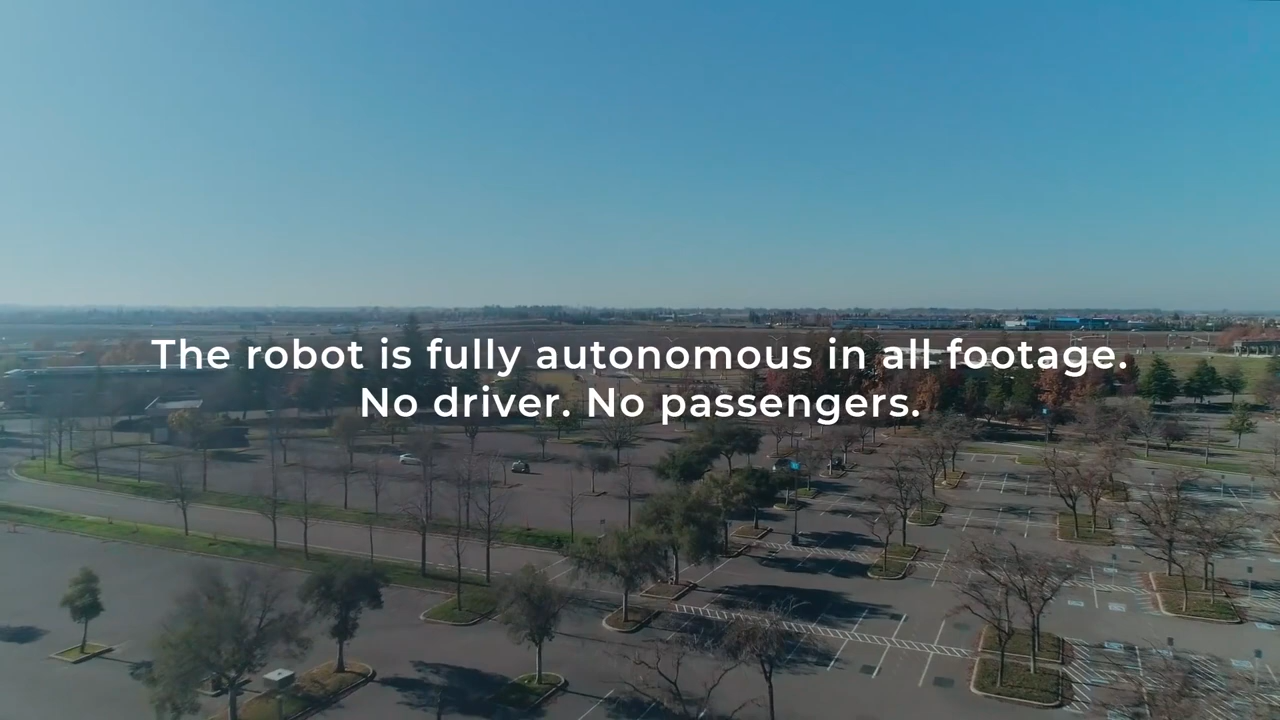 The robot is fully autonomous in all footage.
No driver. No passengers.